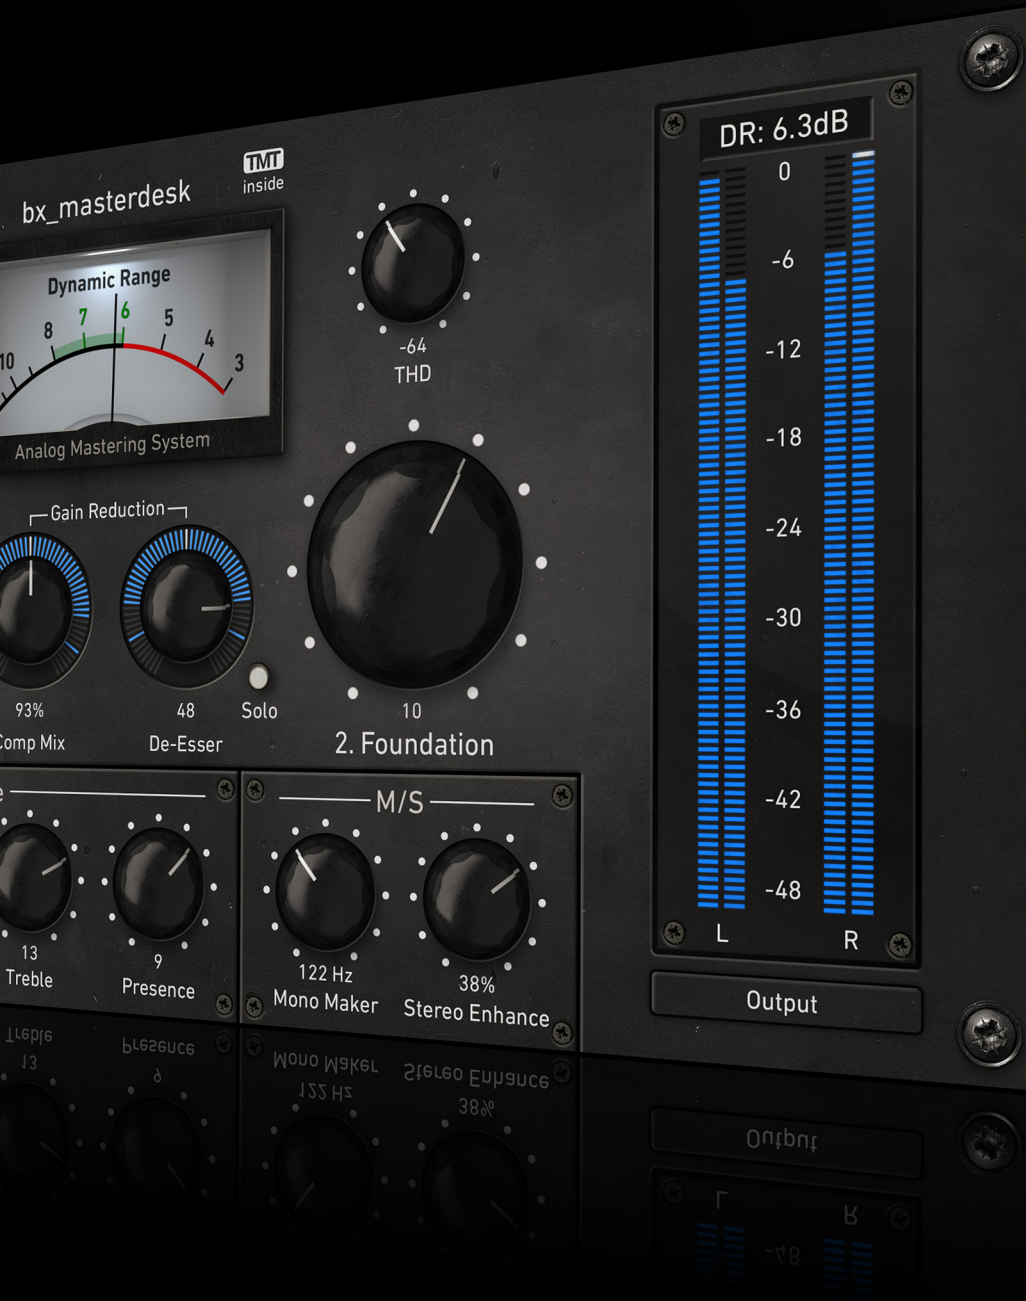 bx_masterdesk
TMT
inside
Dynamic Range
10 8 7 6 5 4 3
Analog Mastering System
-64
THD
Gain Reduction
93%
Comp Mix
48
De-Esser
Solo
10
2. Foundation
13
Treble
9
Presence
M/S
122 Hz
Mono Maker
38%
Stereo Enhance
DR: 6.3dB
0
-6
-12
-18
-24
-30
-36
-42
-48
L R
Output